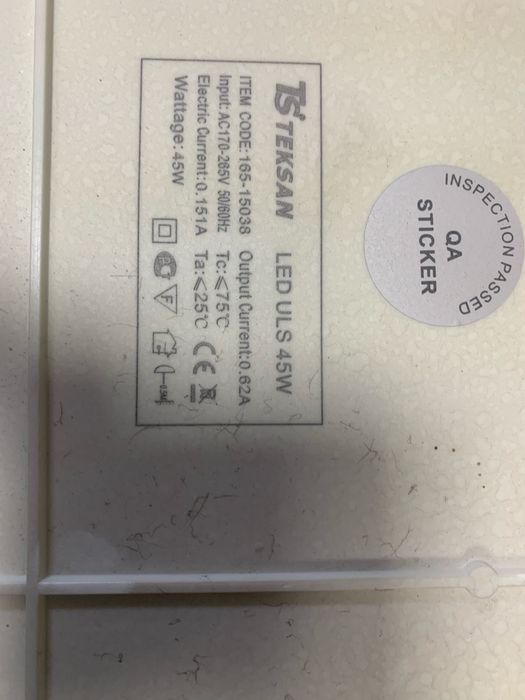 TS TEKSAN LED ULS 45W
ITEM CODE:165-15038 Output Current:0.62A
Input:AC170-265V 50/60Hz Tc:≤75℃
Electric Current:0.151A Ta:≤25℃ CE
Wattage:45W
F
INSPECTION PASSED
QA
STICKER